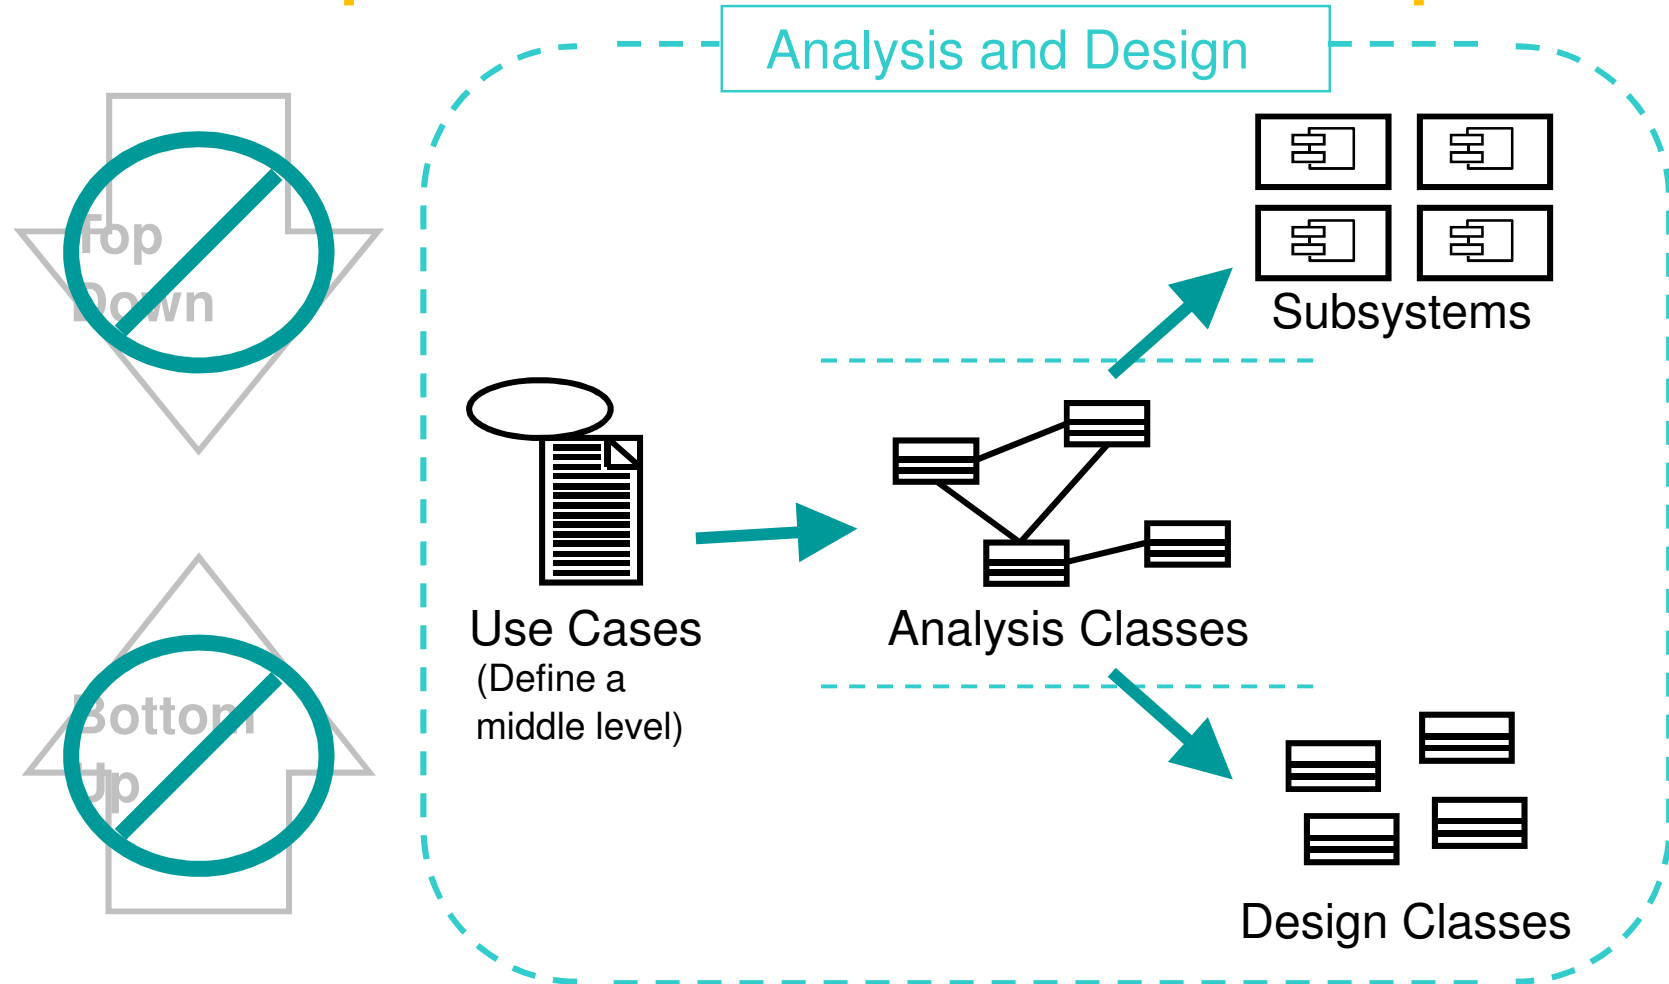 Analysis and Design
Top
Down
Subsystems
Use Cases
(Define a
middle level)
Analysis Classes
Bottom
Up
Design Classes